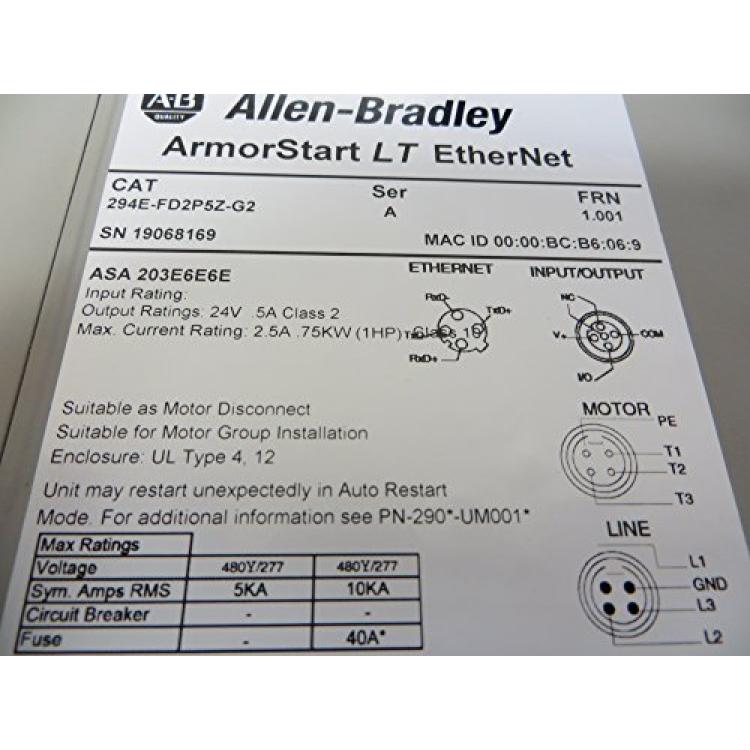 A-B
QUALITY
Allen-Bradley
ArmorStart LT EtherNet
CAT
294E-FD2P5Z-G2
Ser
A
FRN
1.001
SN 19068169
MAC ID 00:00:BC:B6:06:9
ASA 203E6E6E
Input Rating:
Output Ratings: 24V .5A Class 2
Max. Current Rating: 2.5A .75KW (1HP), Class 10
ETHERNET
RxD-
TxD+
RxD+
INPUT/OUTPUT
NC
V+
COM
I/O
Suitable as Motor Disconnect
Suitable for Motor Group Installation
Enclosure: UL Type 4, 12
MOTOR
PE
T1
T2
T3
Unit may restart unexpectedly in Auto Restart
Mode. For additional information see PN-290*-UM001*
LINE
L1
GND
L3
L2
Max Ratings
Voltage 480Y/277 480Y/277
Sym. Amps RMS 5KA 10KA
Circuit Breaker - -
Fuse - 40A*